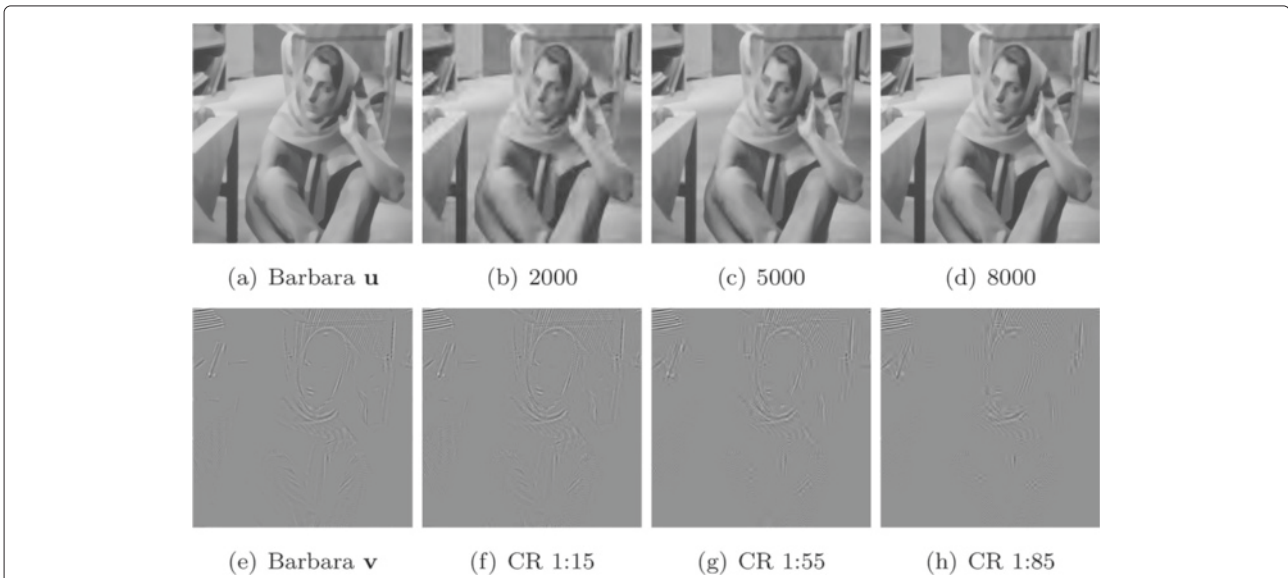 (a) Barbara u
(b) 2000
(c) 5000
(d) 8000
(e) Barbara v
(f) CR 1:15
(g) CR 1:55
(h) CR 1:85